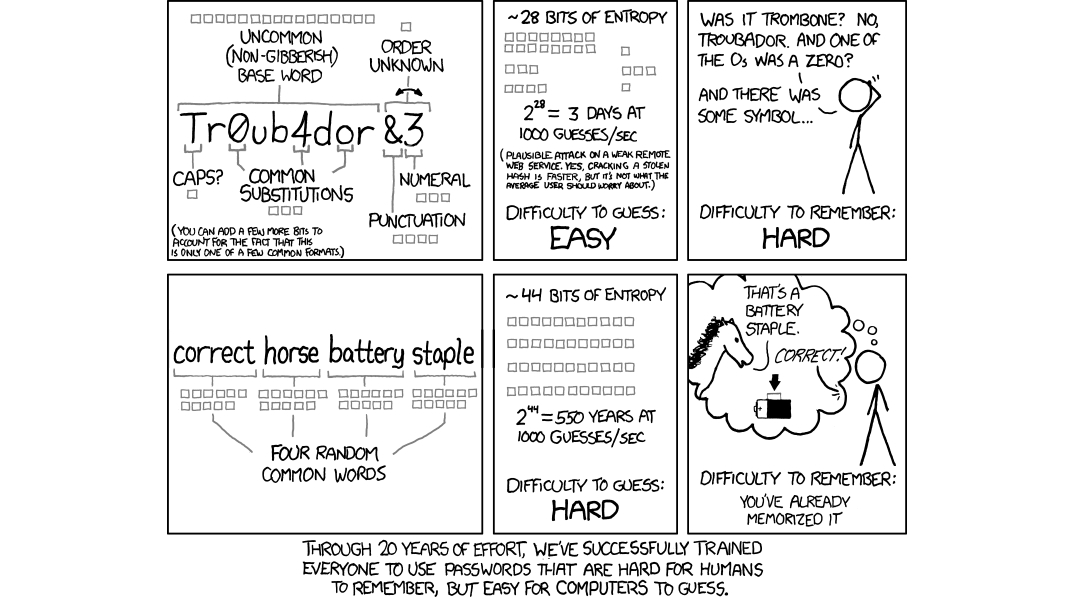 UNCOMMON
(NON-GIBBERISH)
BASE WORD
ORDER
UNKNOWN
Tr0ub4dor &3
CAPS?
COMMON
SUBSTITUTIONS
NUMERAL
PUNCTUATION
(YOU CAN ADD A FEW MORE BITS TO
ACCOUNT FOR THE FACT THAT THIS
IS ONLY ONE OF A FEW COMMON FORMATS.)
~28 BITS OF ENTROPY
2^28 = 3 DAYS AT
1000 GUESSES/SEC
(PLAUSIBLE ATTACK ON A WEAK REMOTE
WEB SERVICE. YES, CRACKING A STOLEN
HASH IS FASTER, BUT IT'S NOT WHAT THE
AVERAGE USER SHOULD WORRY ABOUT.)
DIFFICULTY TO GUESS:
EASY
WAS IT TROMBONE? NO,
TROUBADOR. AND ONE OF
THE Os WAS A ZERO?
AND THERE WAS
SOME SYMBOL...
DIFFICULTY TO REMEMBER:
HARD
correct horse battery staple
FOUR RANDOM
COMMON WORDS
~44 BITS OF ENTROPY
2^44 = 550 YEARS AT
1000 GUESSES/SEC
DIFFICULTY TO GUESS:
HARD
THAT'S A
BATTERY
STAPLE.
CORRECT!
DIFFICULTY TO REMEMBER:
YOU'VE ALREADY
MEMORIZED IT
THROUGH 20 YEARS OF EFFORT, WE'VE SUCCESSFULLY TRAINED
EVERYONE TO USE PASSWORDS THAT ARE HARD FOR HUMANS
TO REMEMBER, BUT EASY FOR COMPUTERS TO GUESS.